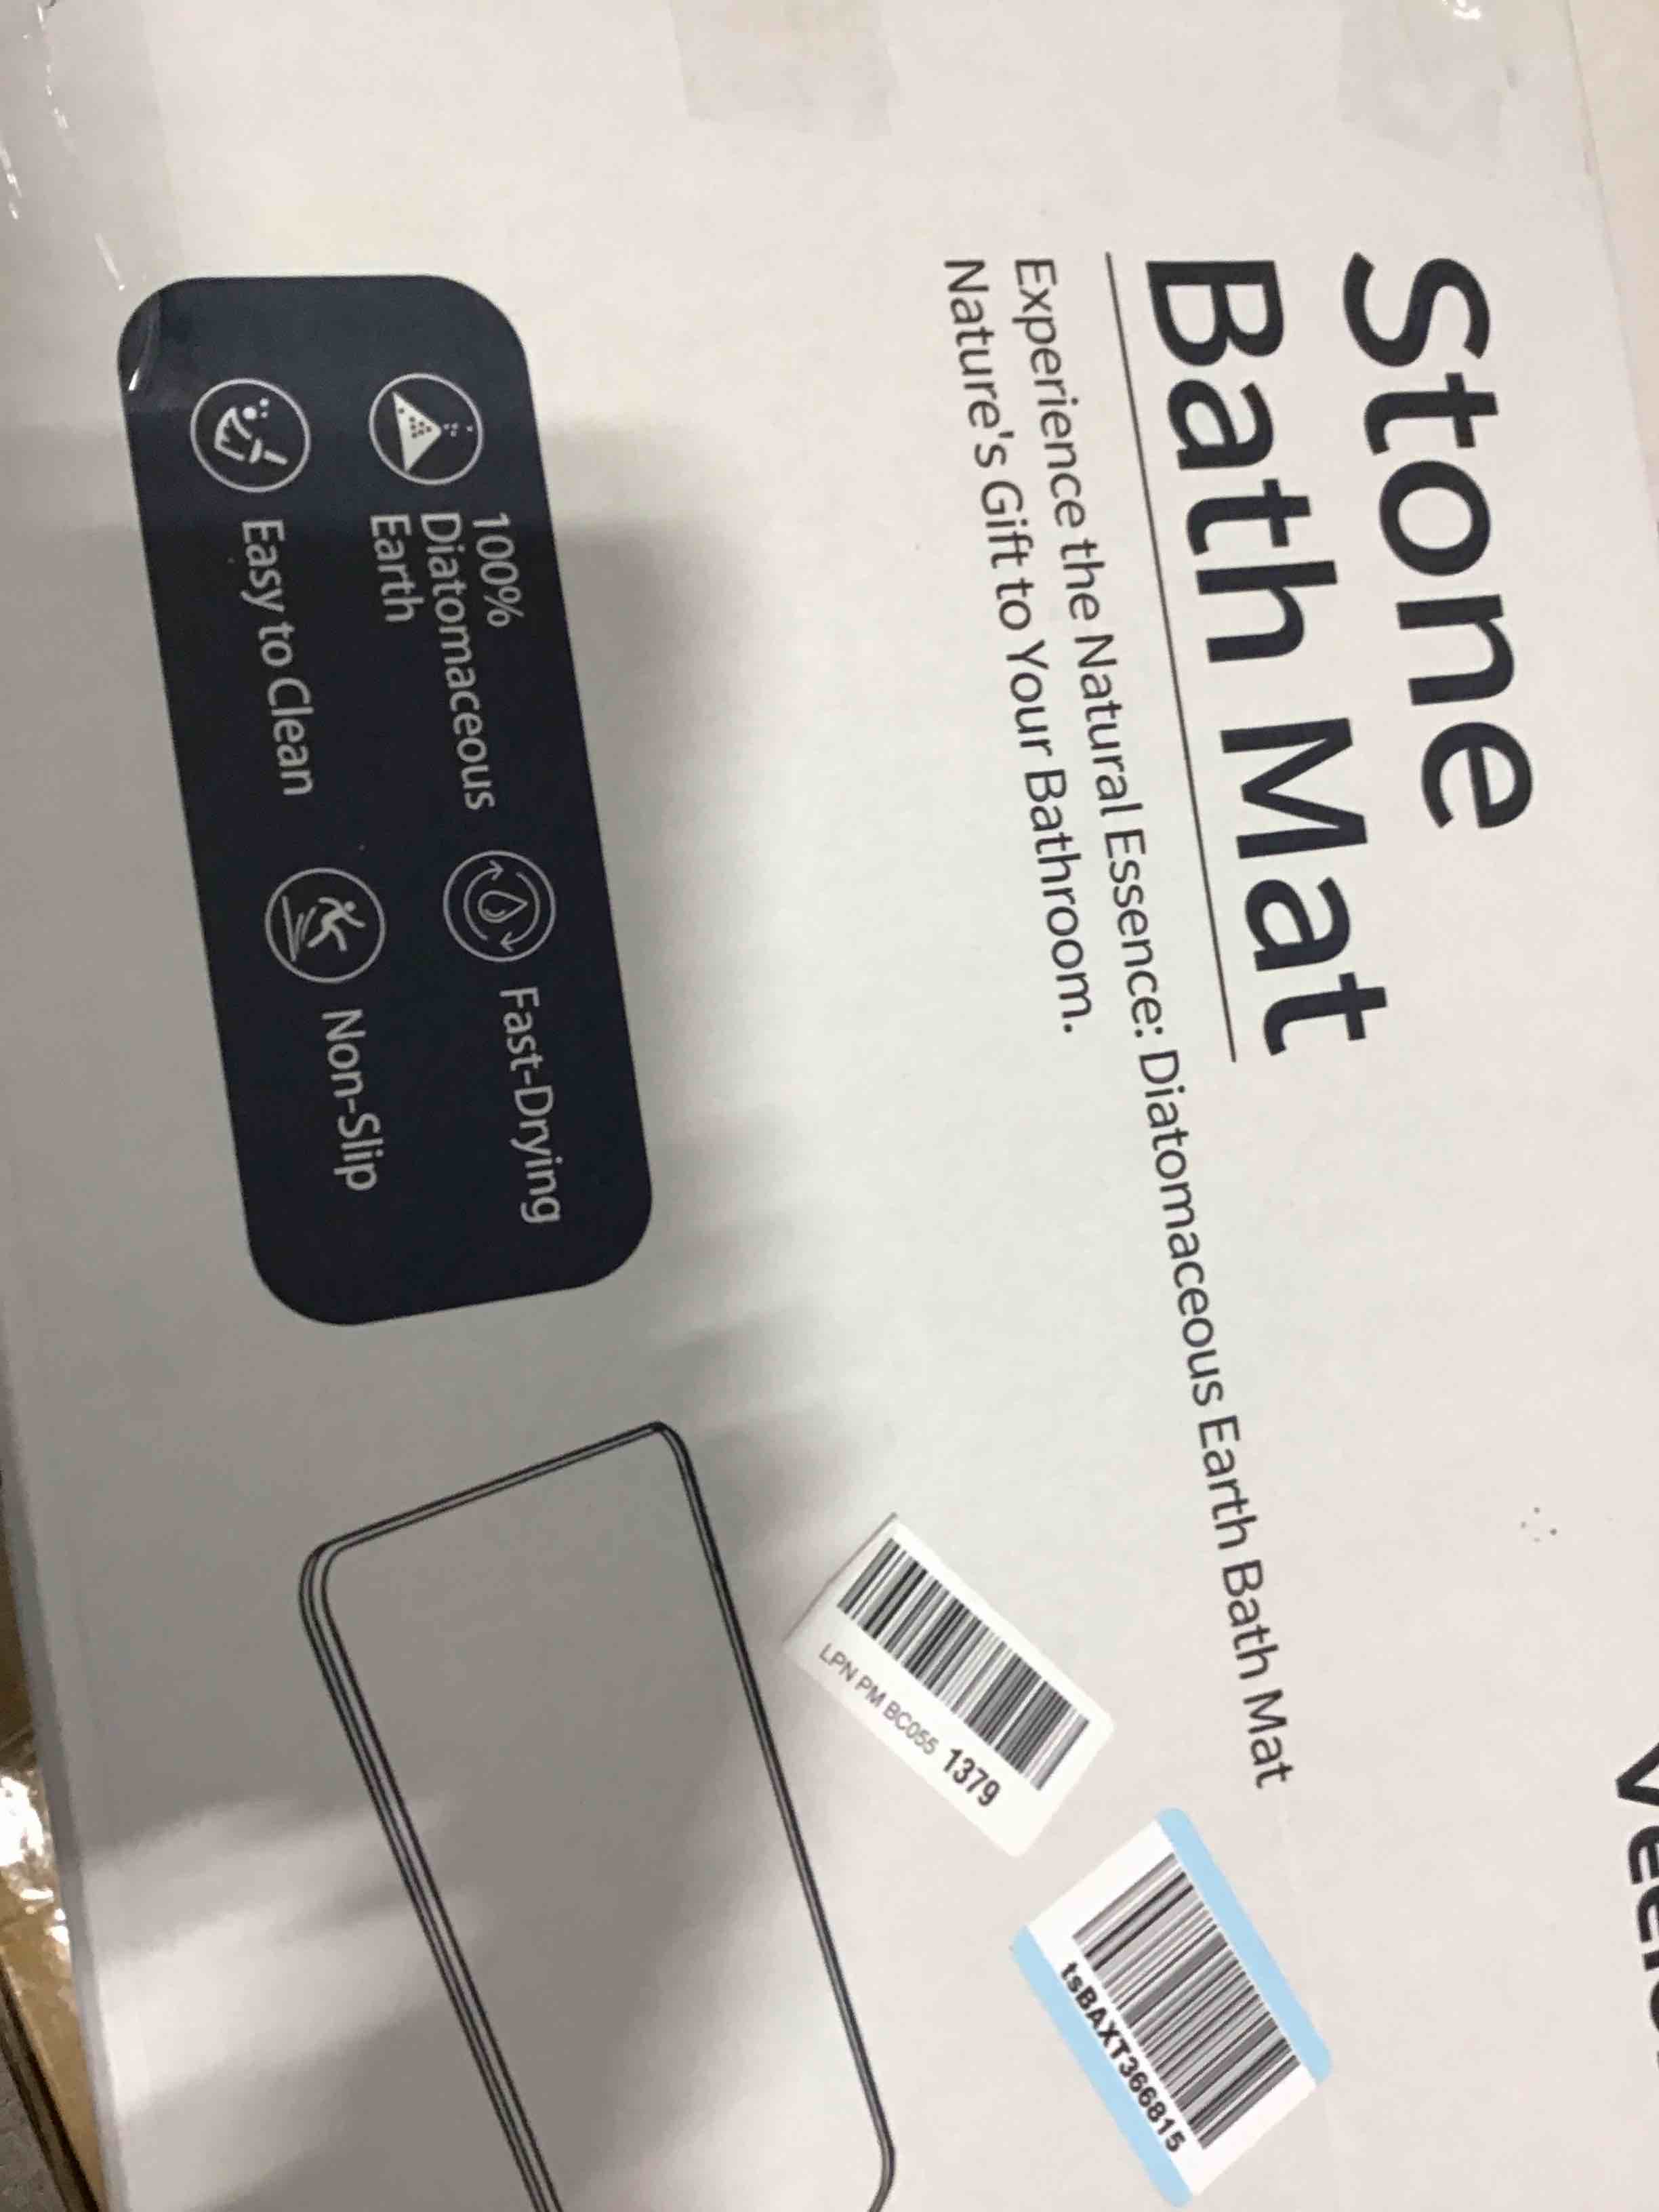 Stone
Bath Mat
Experience the Natural Essence: Diatomaceous Earth Bath Mat
Nature's Gift to Your Bathroom.
100%
Diatomaceous
Earth
Fast-Drying
Easy to Clean
Non-Slip
LPN PM BC055 1379
tsBAXT366815